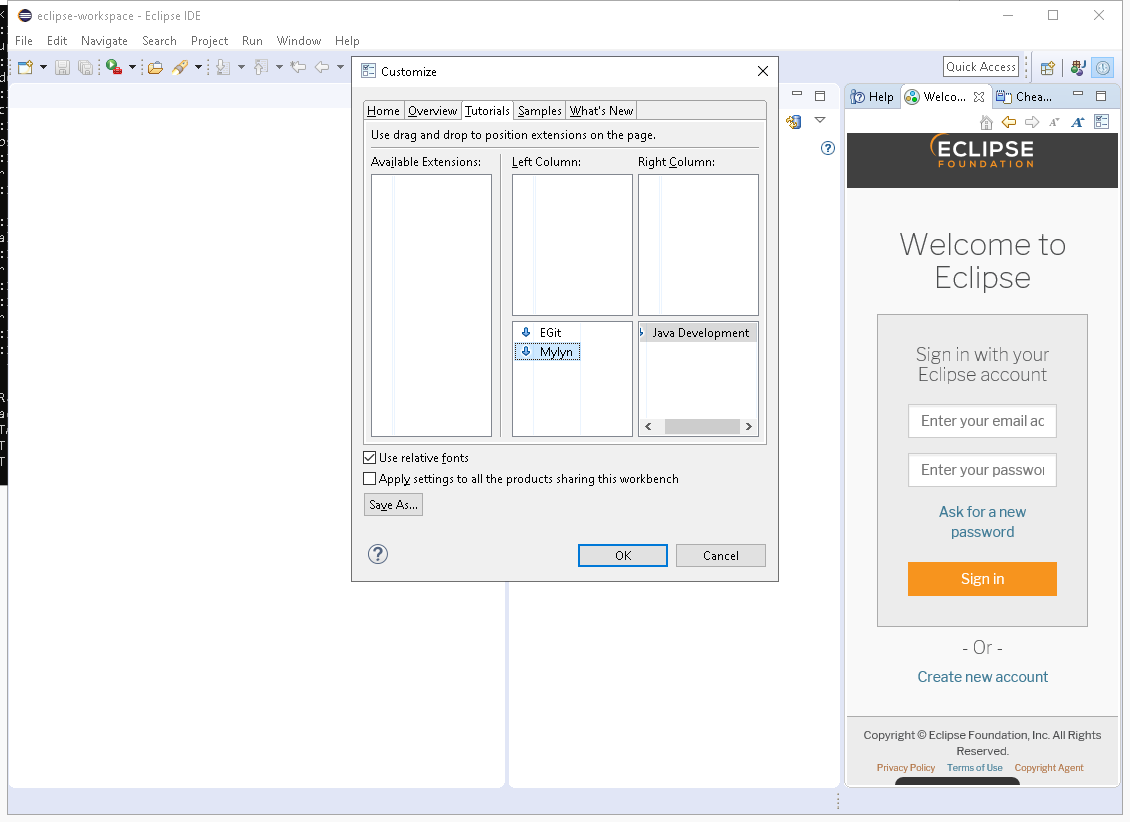 eclipse-workspace - Eclipse IDE
File Edit Navigate Search Project Run Window Help
Quick Access
Customize
Help Welco... Chea...
Home Overview Tutorials Samples What's New
Use drag and drop to position extensions on the page.
Available Extensions: Left Column: Right Column:
EGit
Mylyn
Java Development
Use relative fonts
Apply settings to all the products sharing this workbench
Save As...
OK Cancel
ECLIPSE
FOUNDATION
Welcome to
Eclipse
Sign in with your
Eclipse account
Enter your email ac
Enter your passwo
Ask for a new
password
Sign in
- Or -
Create new account
Copyright © Eclipse Foundation, Inc. All Rights
Reserved.
Privacy Policy Terms of Use Copyright Agent